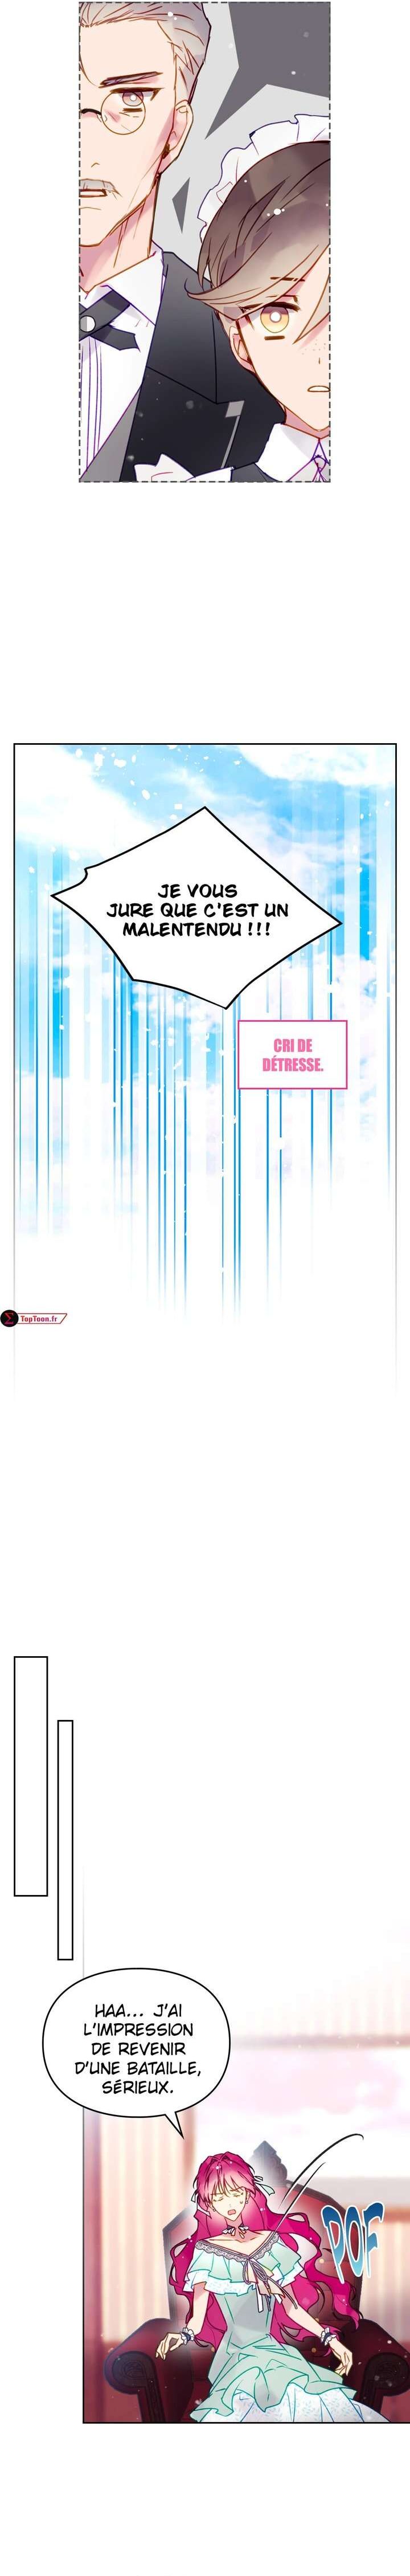 JE VOUS
JURE QUE C'EST UN
MALENTENDU !!!
CRI DE
DÉTRESSE.
TopToon.fr
HAA... J'AI
L'IMPRESSION
DE REVENIR
D'UNE BATAILLE,
SÉRIEUX.
POF